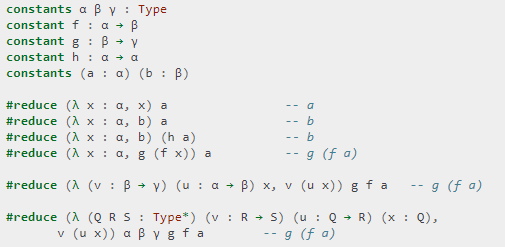 constants α β γ : Type
constant f : α → β
constant g : β → γ
constant h : α → α
constants (a : α) (b : β)
#reduce (λ x : α, x) a -- a
#reduce (λ x : α, b) a -- b
#reduce (λ x : α, b) (h a) -- b
#reduce (λ x : α, g (f x)) a -- g (f a)
#reduce (λ (v : β → γ) (u : α → β) x, v (u x)) g f a -- g (f a)
#reduce (λ (Q R S : Type*) (v : R → S) (u : Q → R) (x : Q),
v (u x)) α β γ g f a -- g (f a)